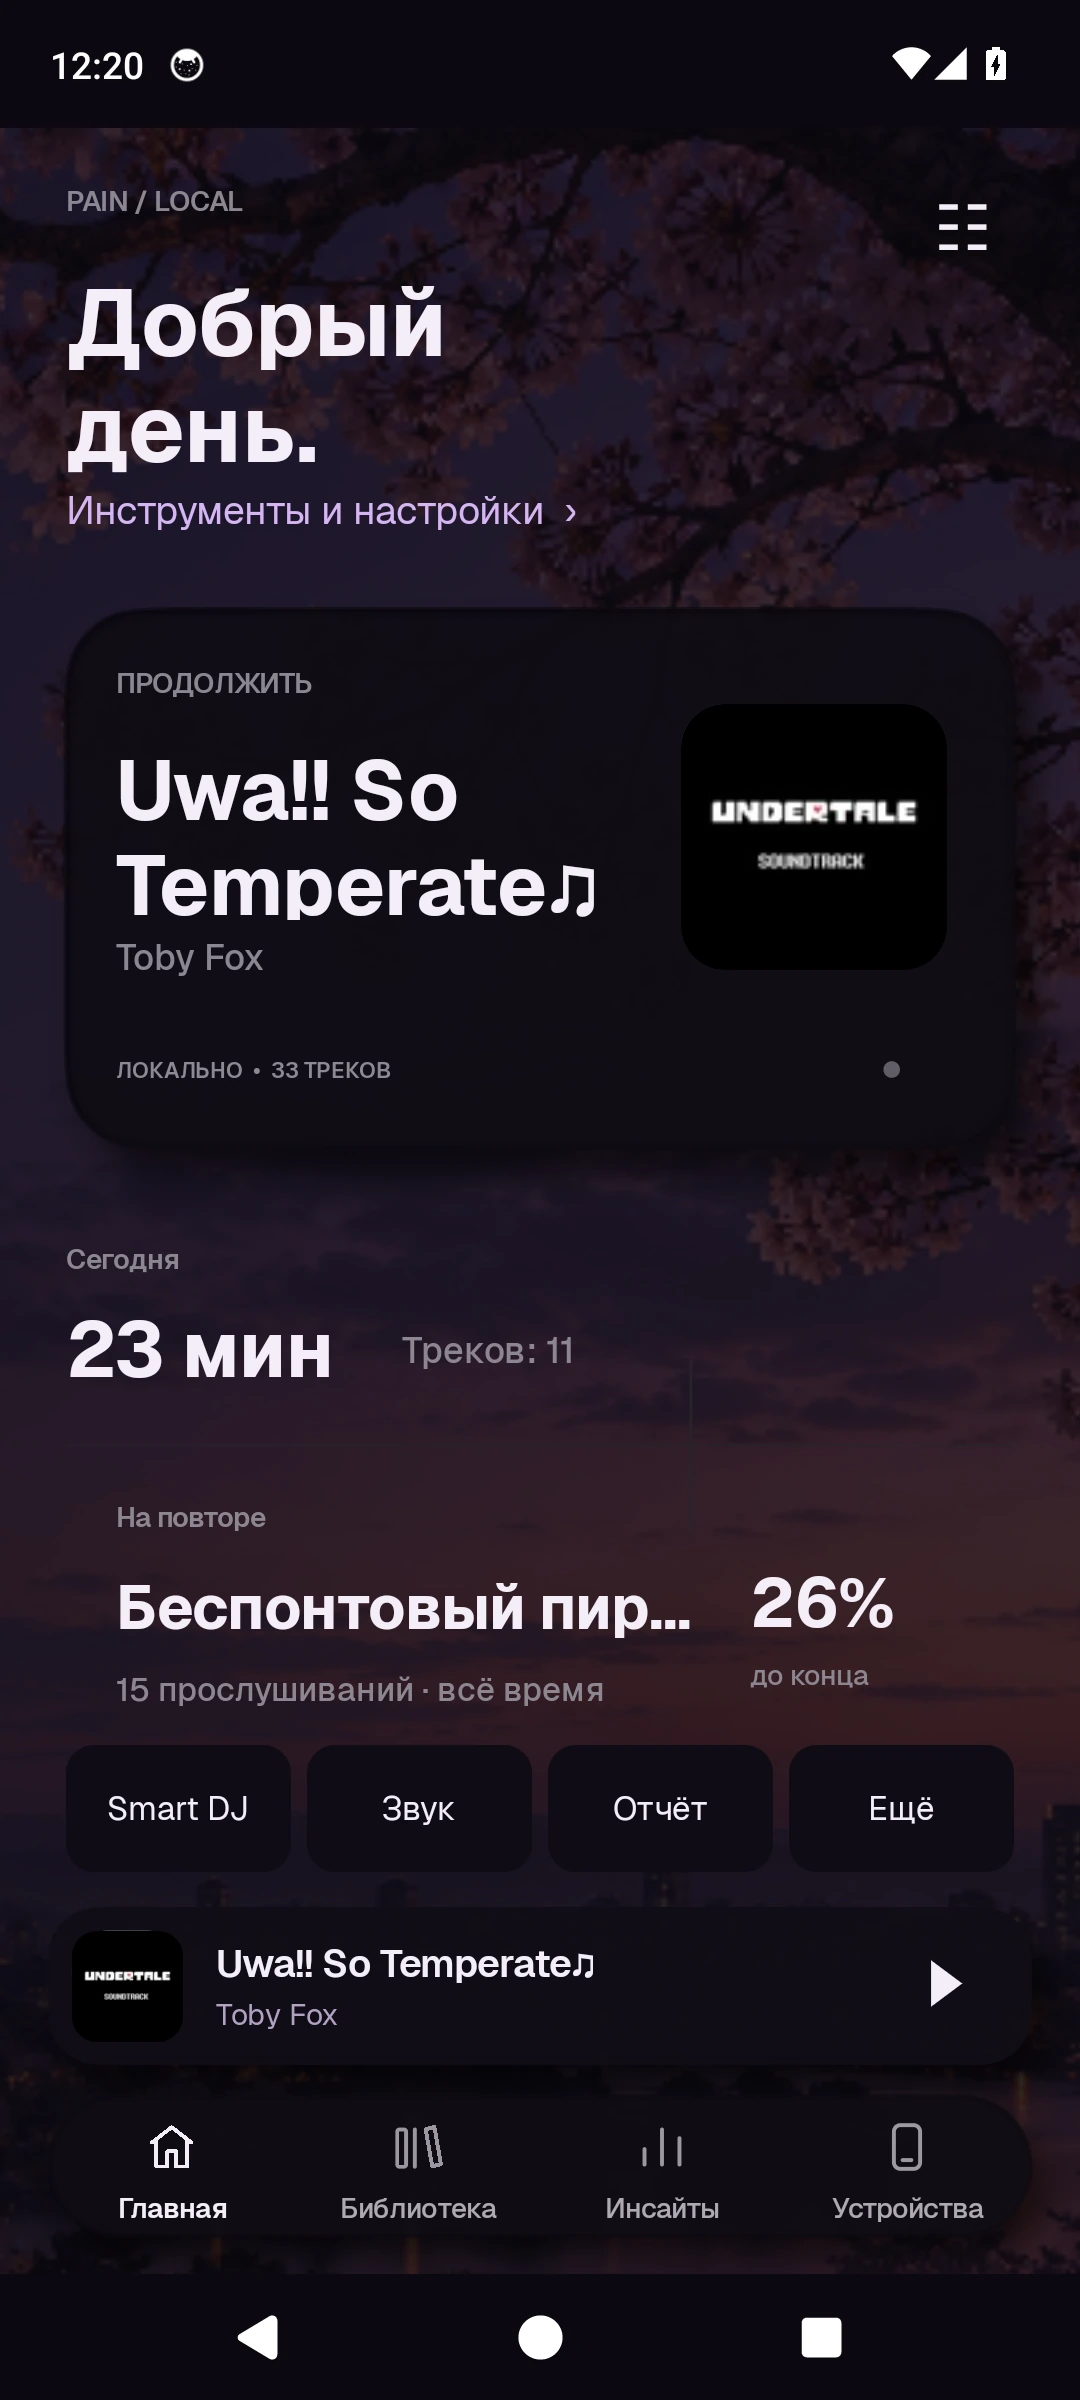 12:20
PAIN / LOCAL
Добрый
день.
Инструменты и настройки ›
ПРОДОЛЖИТЬ
Uwa!! So
Temperate♫
Toby Fox
UNDERTALE
SOUNDTRACK
ЛОКАЛЬНО • 33 ТРЕКОВ
Сегодня
23 мин
Треков: 11
На повторе
Беспонтовый пир...
26%
15 прослушиваний · всё время
до конца
Smart DJ
Звук
Отчёт
Ещё
UNDERTALE
SOUNDTRACK
Uwa!! So Temperate♫
Toby Fox
Главная
Библиотека
Инсайты
Устройства